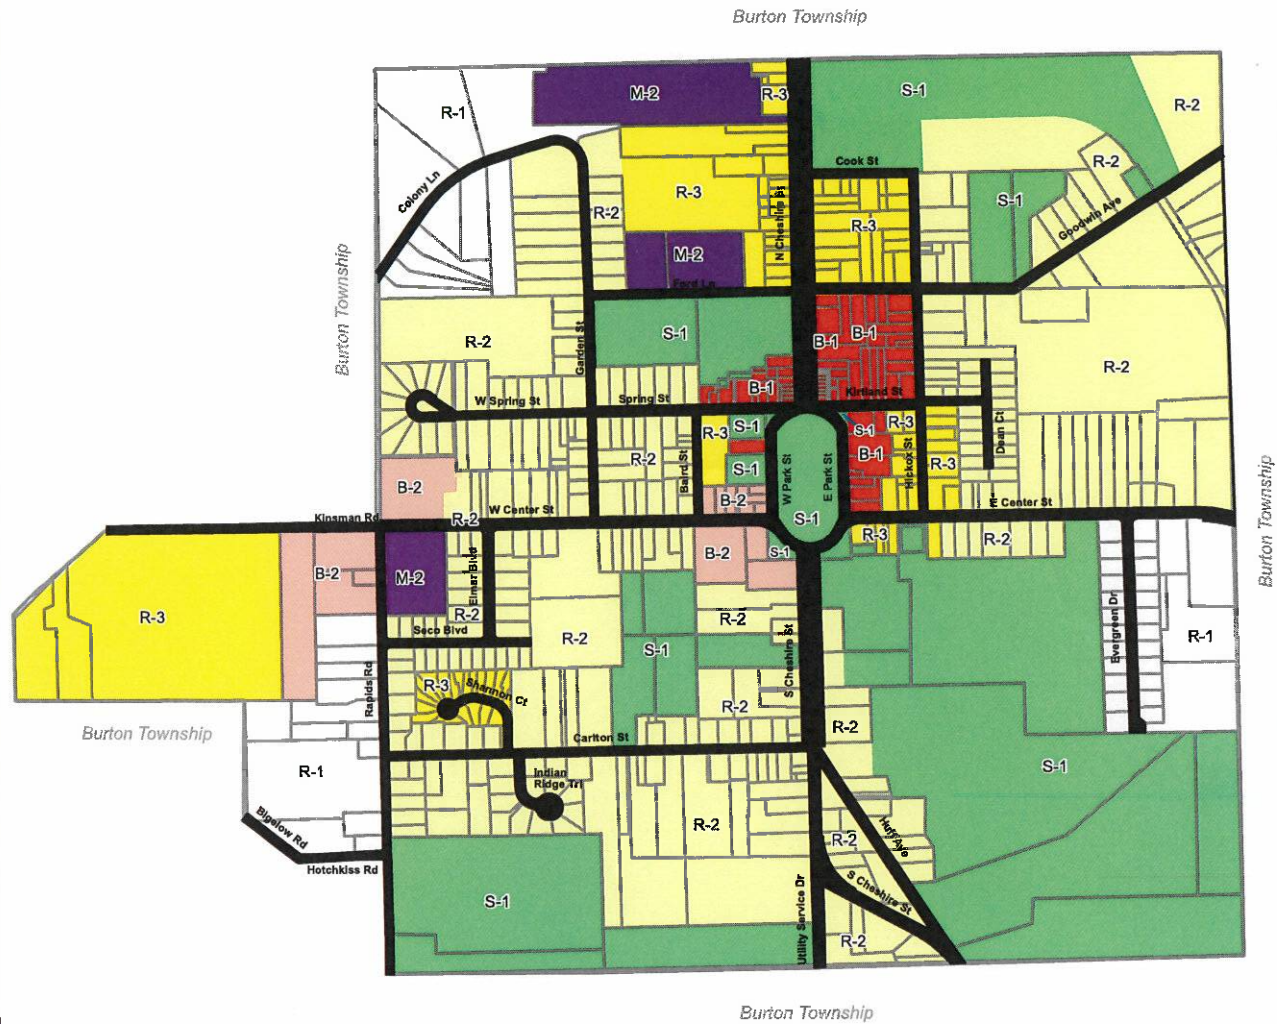 Burton Township
M-2
R-3
S-1
R-2
R-1
Cook St
R-2
Colony Ln
R-3
S-1
R-2
R-3
Goodwin Ave
N Cheshire St
M-2
Ford Ln
Burton Township
S-1
B-1
B-1
R-2
Garden St
R-2
B-1
Kirtland St
W Spring St
Spring St
Dean Ct
R-3
S-1
S-1
R-3
B-1
R-2
Bard St
S-1
W Park St
E Park St
Hickox St
R-3
B-2
B-2
E Center St
W Center St
Kinsman Rd
R-2
S-1
Burton Township
R-3
R-2
B-2
S-1
B-2
M-2
Elmar Blvd
R-3
R-2
R-2
Seco Blvd
R-2
S-1
S Cheshire St
Evergreen Dr
R-1
Rapids Rd
R-3
Shannon Ct
R-2
R-2
Burton Township
Carlton St
R-1
Indian
Ridge Trl
S-1
Bigelow Rd
R-2
R-2
Huff Ave
Hotchkiss Rd
S-1
S Cheshire St
Utility Service Dr
R-2
Burton Township